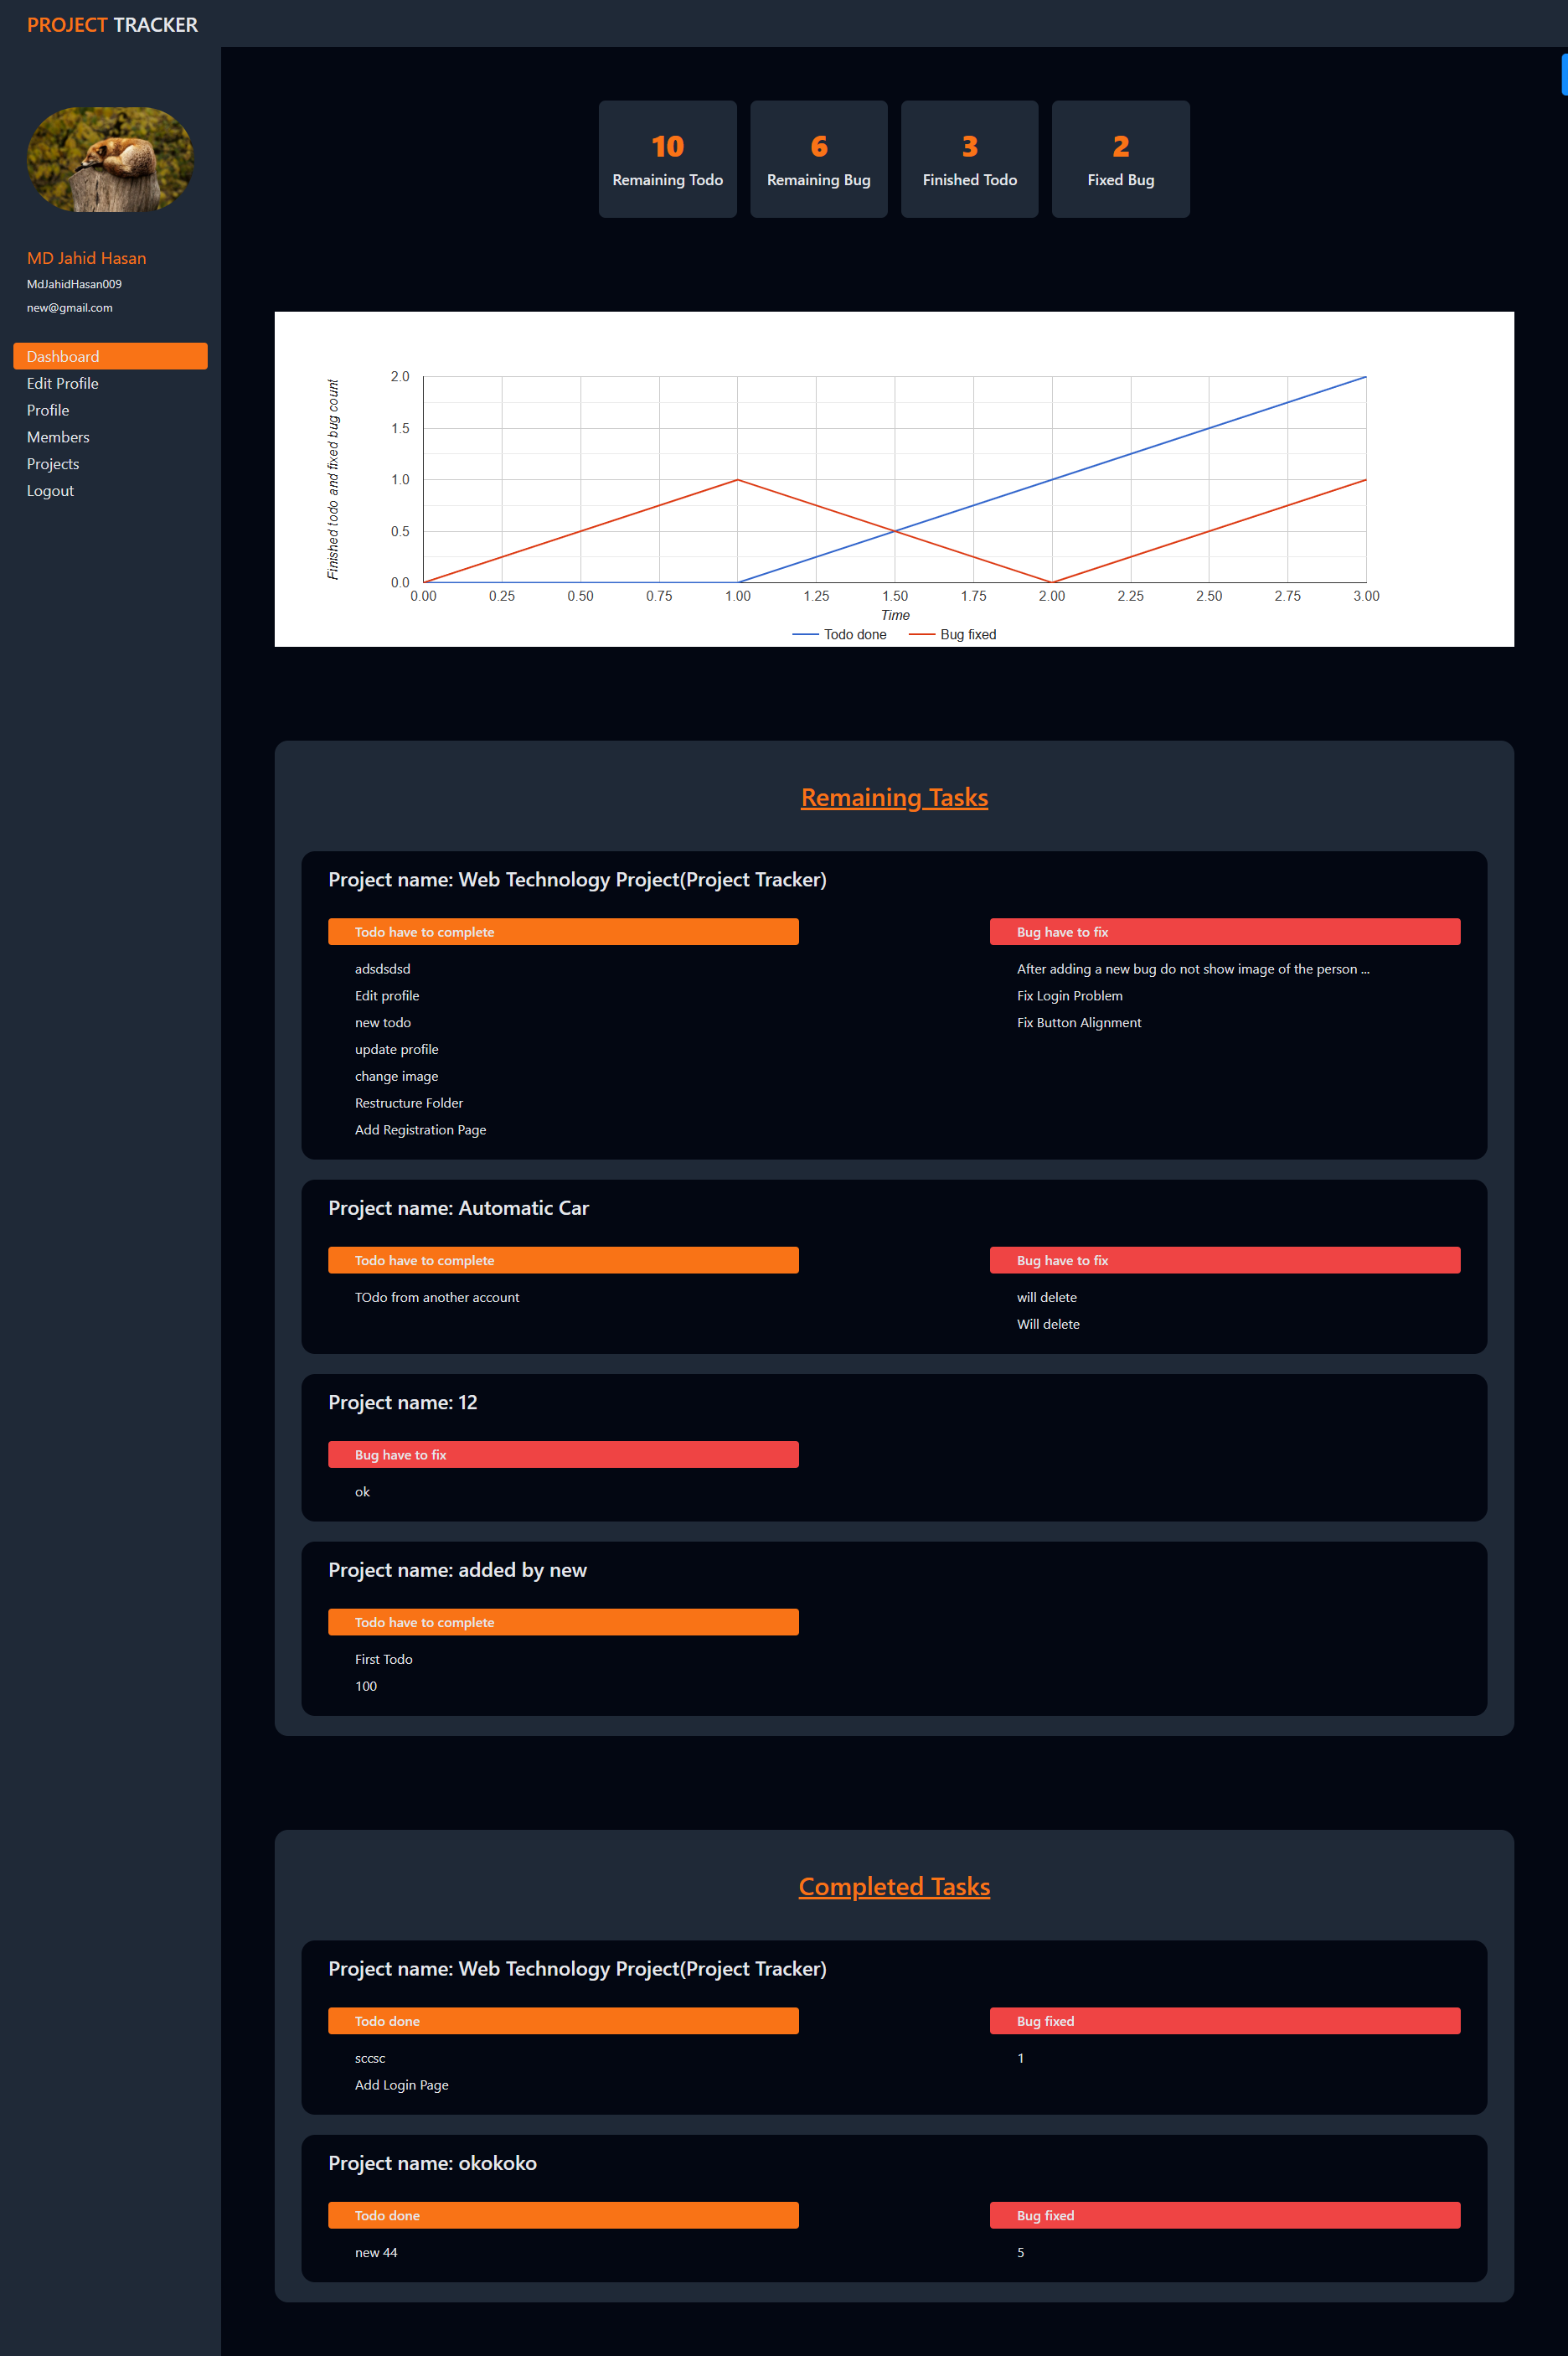 PROJECT TRACKER
MD Jahid Hasan
MdJahidHasan009
new@gmail.com
Dashboard
Edit Profile
Profile
Members
Projects
Logout
10 6 3 2
Remaining Todo Remaining Bug Finished Todo Fixed Bug
Finished todo and fixed bug count
2.0
1.5
1.0
0.5
0.0
0.00 0.25 0.50 0.75 1.00 1.25 1.50 1.75 2.00 2.25 2.50 2.75 3.00
Time
Todo done Bug fixed
Remaining Tasks
Project name: Web Technology Project(Project Tracker)
Todo have to complete
adsdsdsd
Edit profile
new todo
update profile
change image
Restructure Folder
Add Registration Page
Bug have to fix
After adding a new bug do not show image of the person ...
Fix Login Problem
Fix Button Alignment
Project name: Automatic Car
Todo have to complete
TOdo from another account
Bug have to fix
will delete
Will delete
Project name: 12
Bug have to fix
ok
Project name: added by new
Todo have to complete
First Todo
100
Completed Tasks
Project name: Web Technology Project(Project Tracker)
Todo done
sccsc
Add Login Page
Bug fixed
1
Project name: okokoko
Todo done
new 44
Bug fixed
5